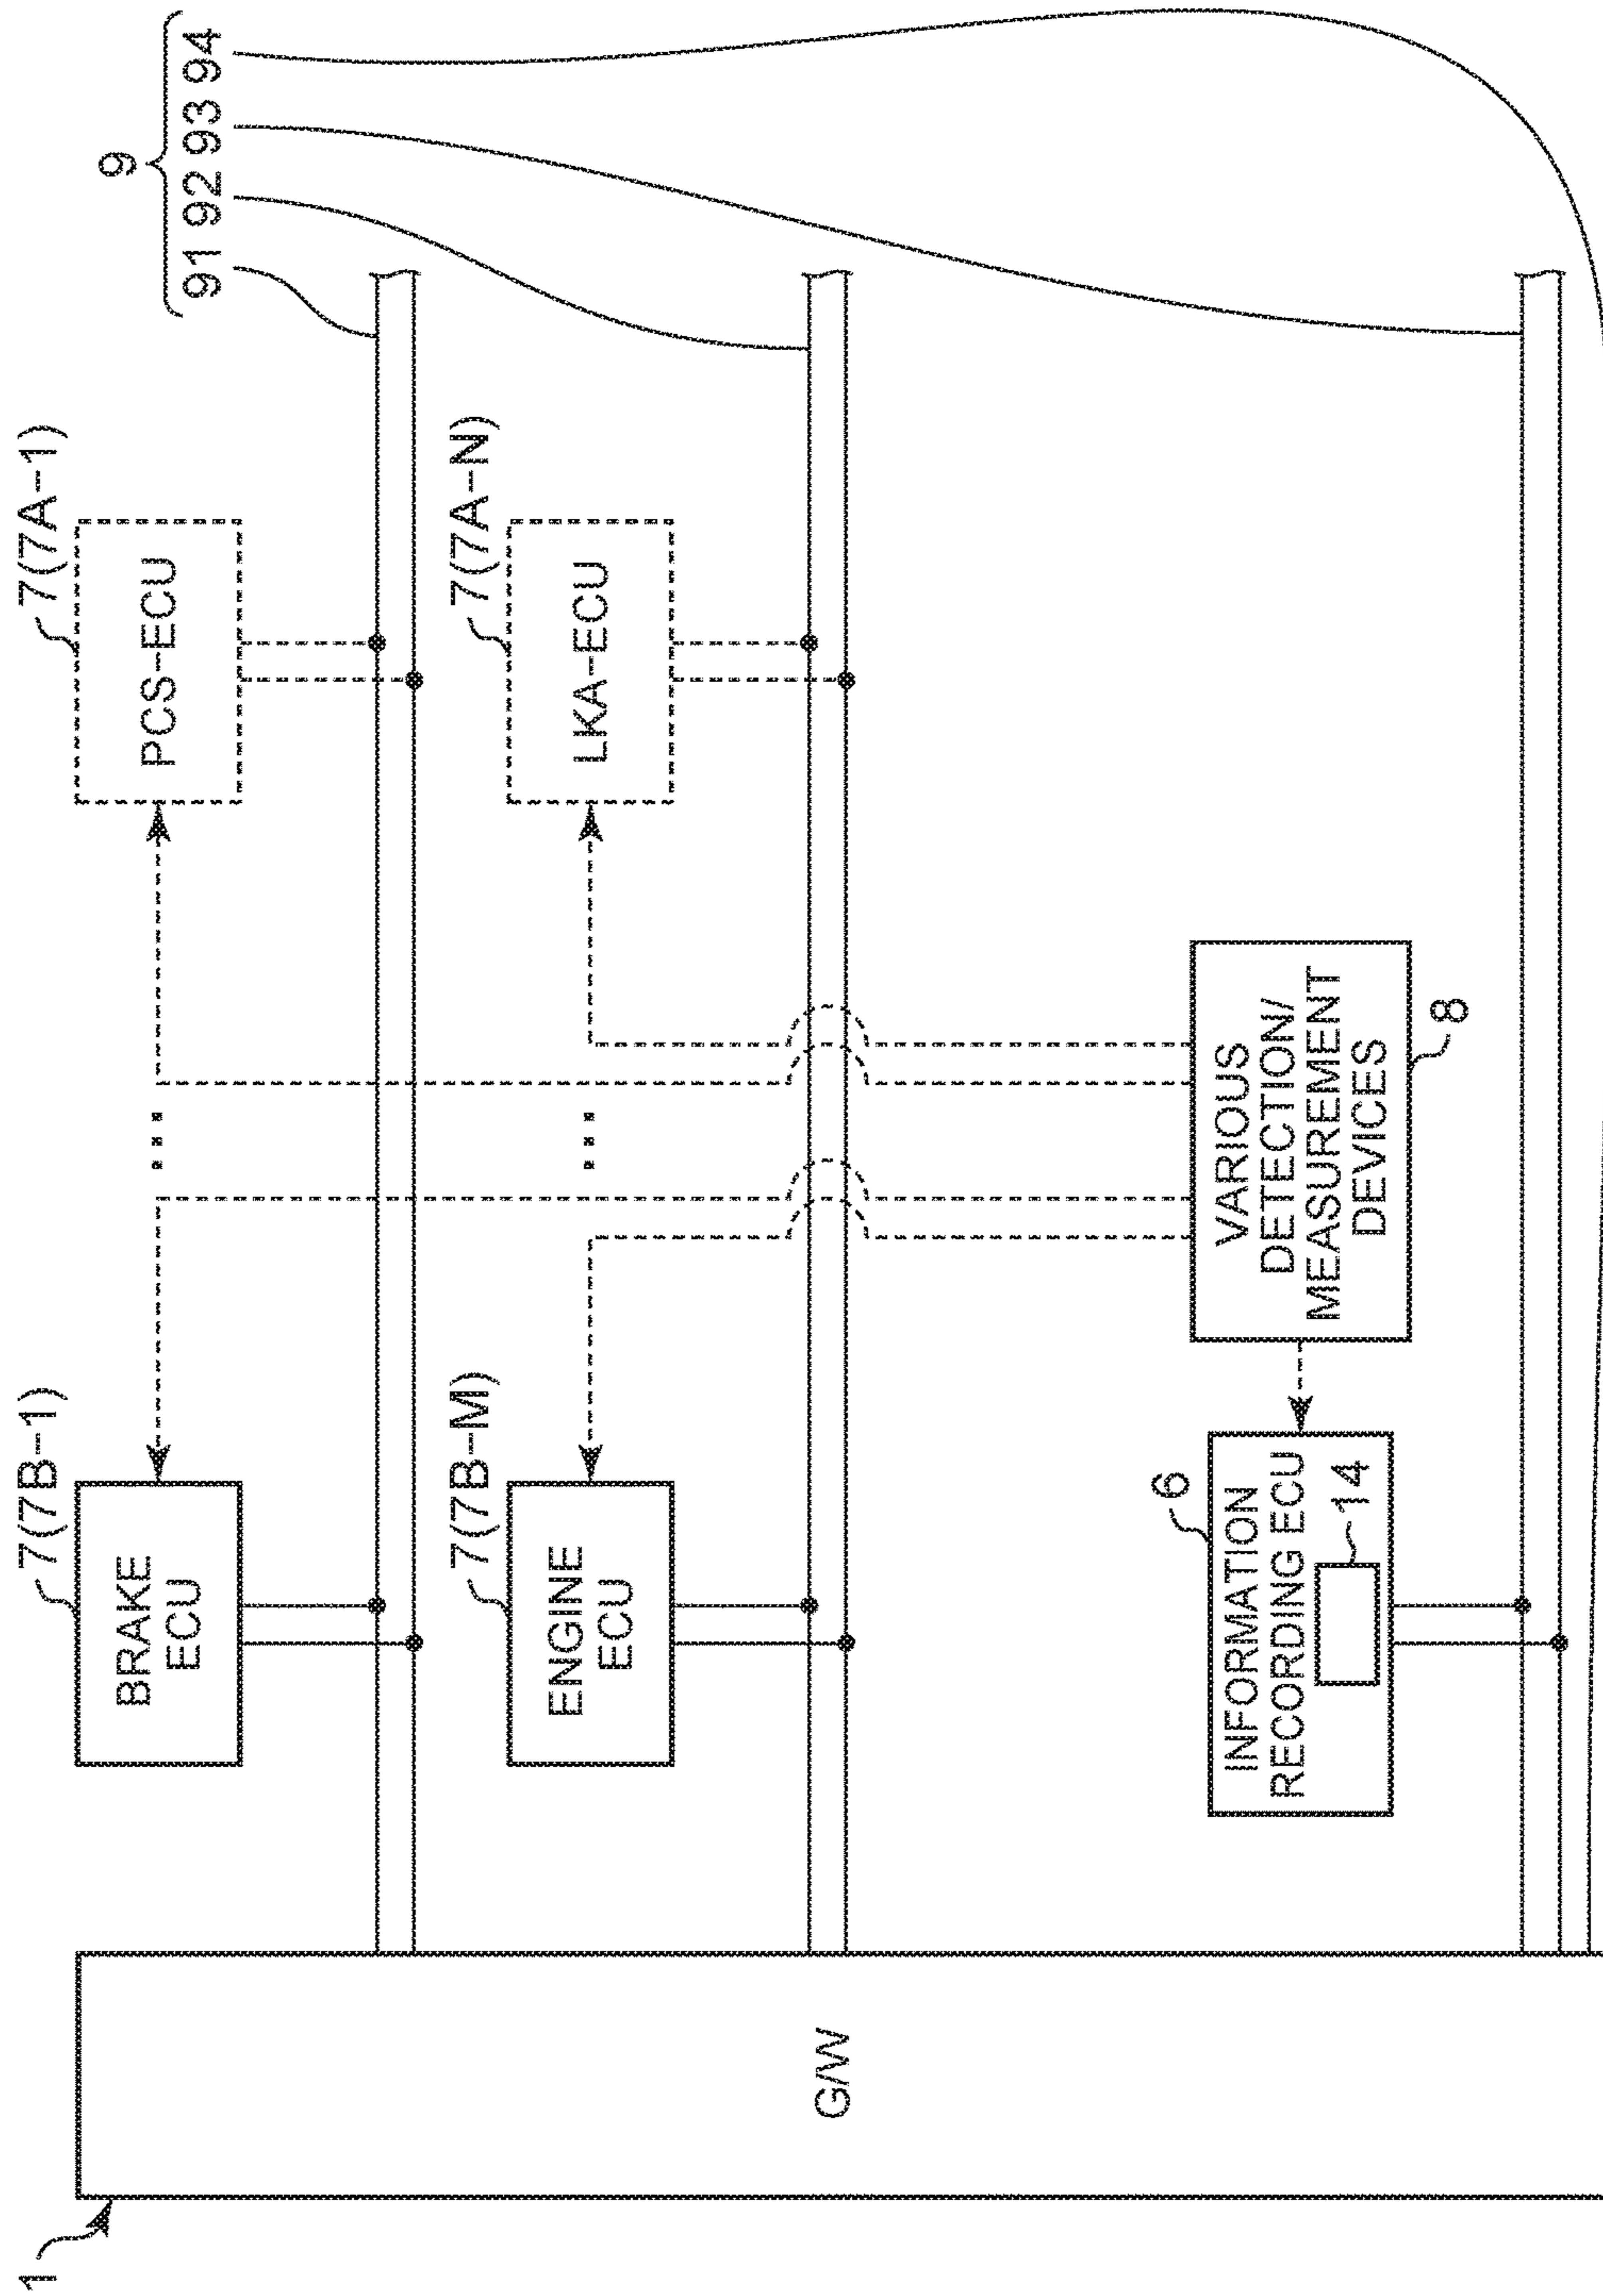 1
G/W
7(7B-1)
BRAKE
ECU
7(7A-1)
PCS-ECU
...
7(7B-M)
ENGINE
ECU
7(7A-N)
LKA-ECU
...
6
INFORMATION
RECORDING ECU
14
VARIOUS
DETECTION/
MEASUREMENT
DEVICES
8
9
91 92 93 94